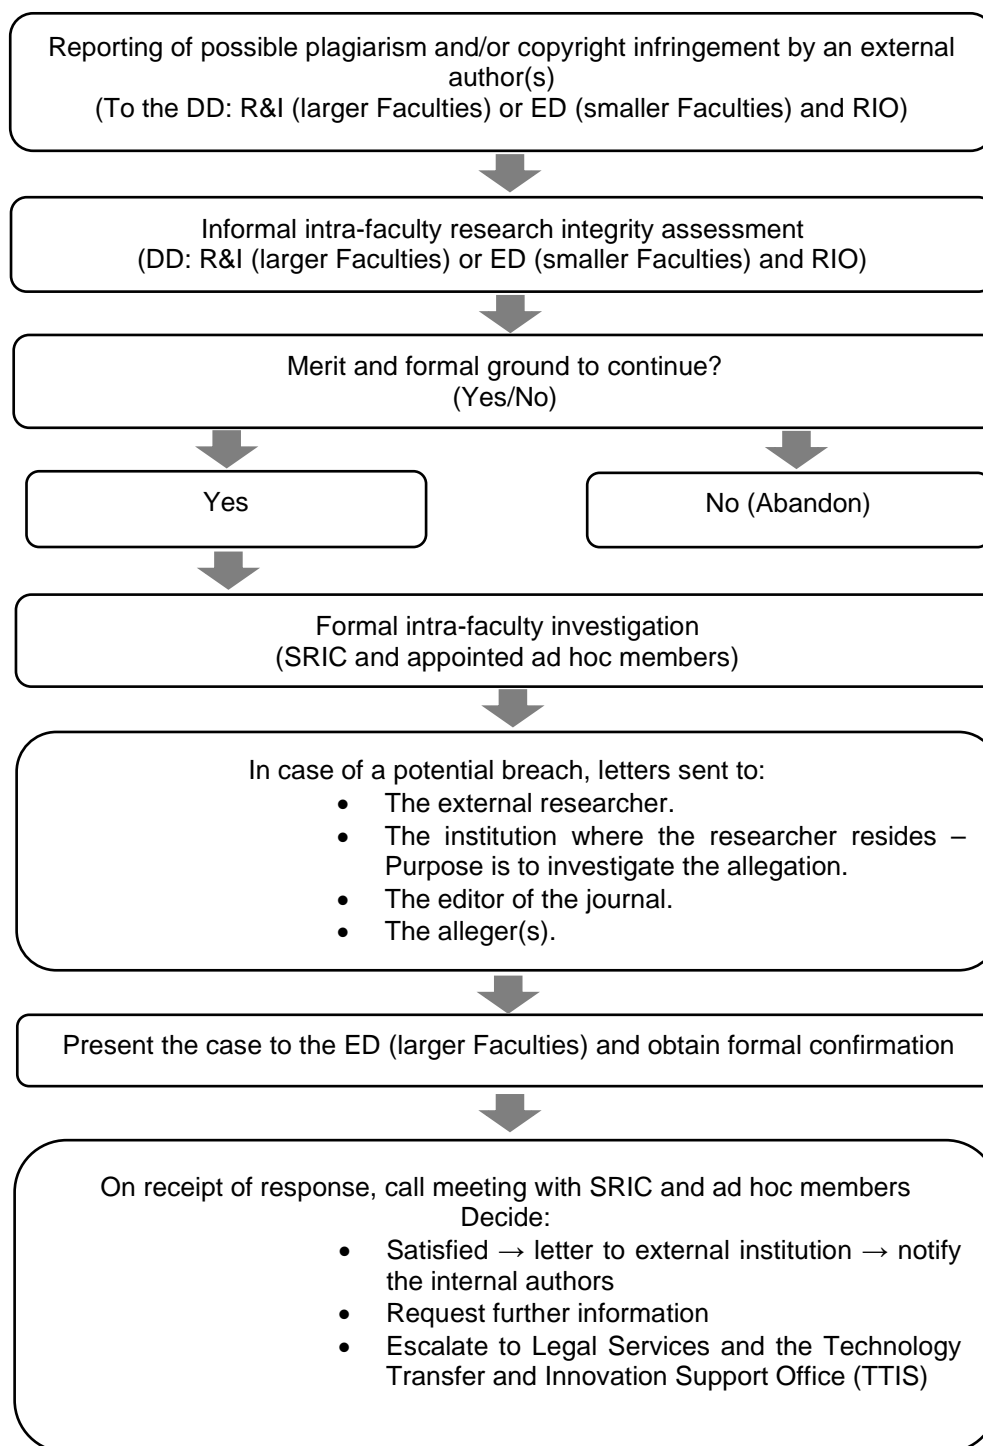 Reporting of possible plagiarism and/or copyright infringement by an external
author(s)
(To the DD: R&I (larger Faculties) or ED (smaller Faculties) and RIO)
Informal intra-faculty research integrity assessment
(DD: R&I (larger Faculties) or ED (smaller Faculties) and RIO)
Merit and formal ground to continue?
(Yes/No)
Yes
No (Abandon)
Formal intra-faculty investigation
(SRIC and appointed ad hoc members)
In case of a potential breach, letters sent to:
• The external researcher.
• The institution where the researcher resides –
Purpose is to investigate the allegation.
• The editor of the journal.
• The alleger(s).
Present the case to the ED (larger Faculties) and obtain formal confirmation
On receipt of response, call meeting with SRIC and ad hoc members
Decide:
• Satisfied → letter to external institution → notify
the internal authors
• Request further information
• Escalate to Legal Services and the Technology
Transfer and Innovation Support Office (TTIS)